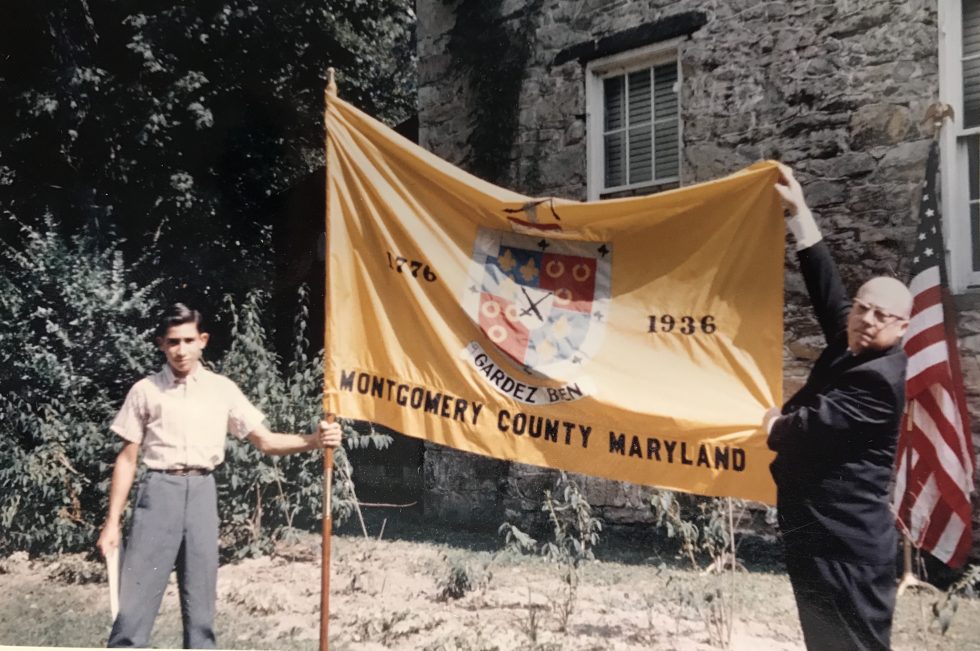 1776
1936
GARDEZ BEN
MONTGOMERY COUNTY MARYLAND